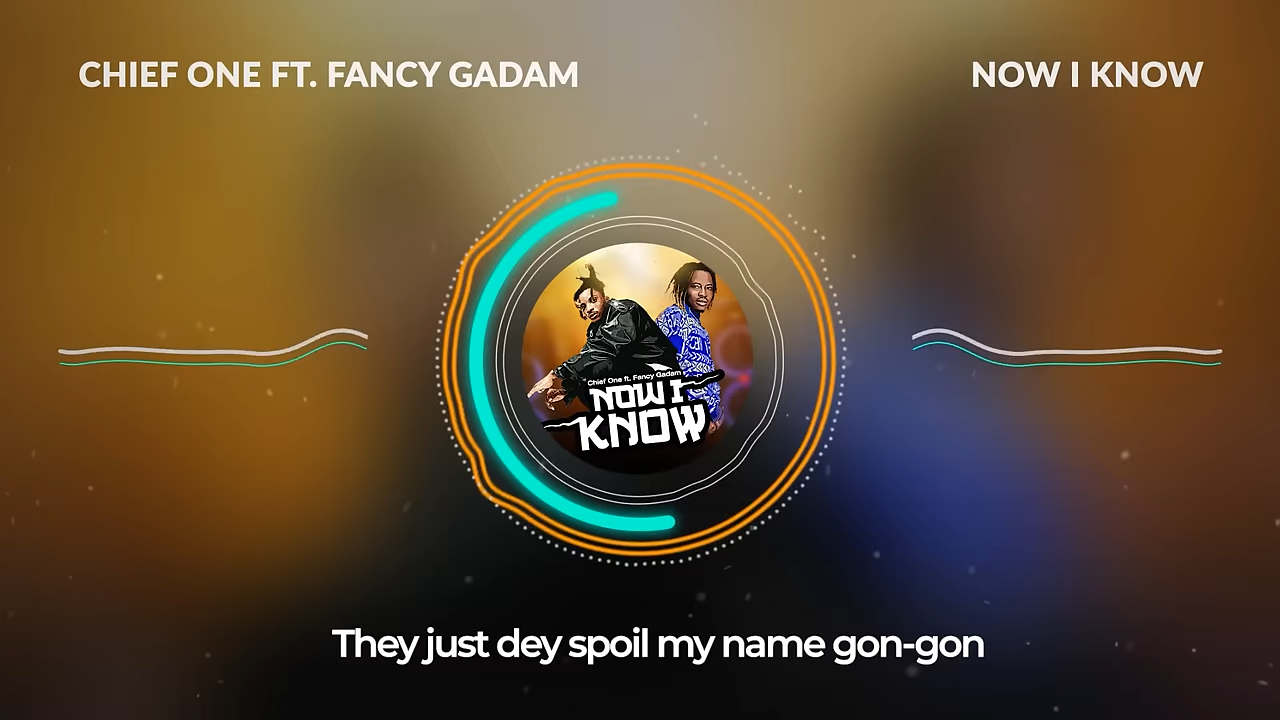 CHIEF ONE FT. FANCY GADAM
NOW I KNOW
Chief One ft. Fancy Gadam
NOW I
KNOW
They just dey spoil my name gon-gon